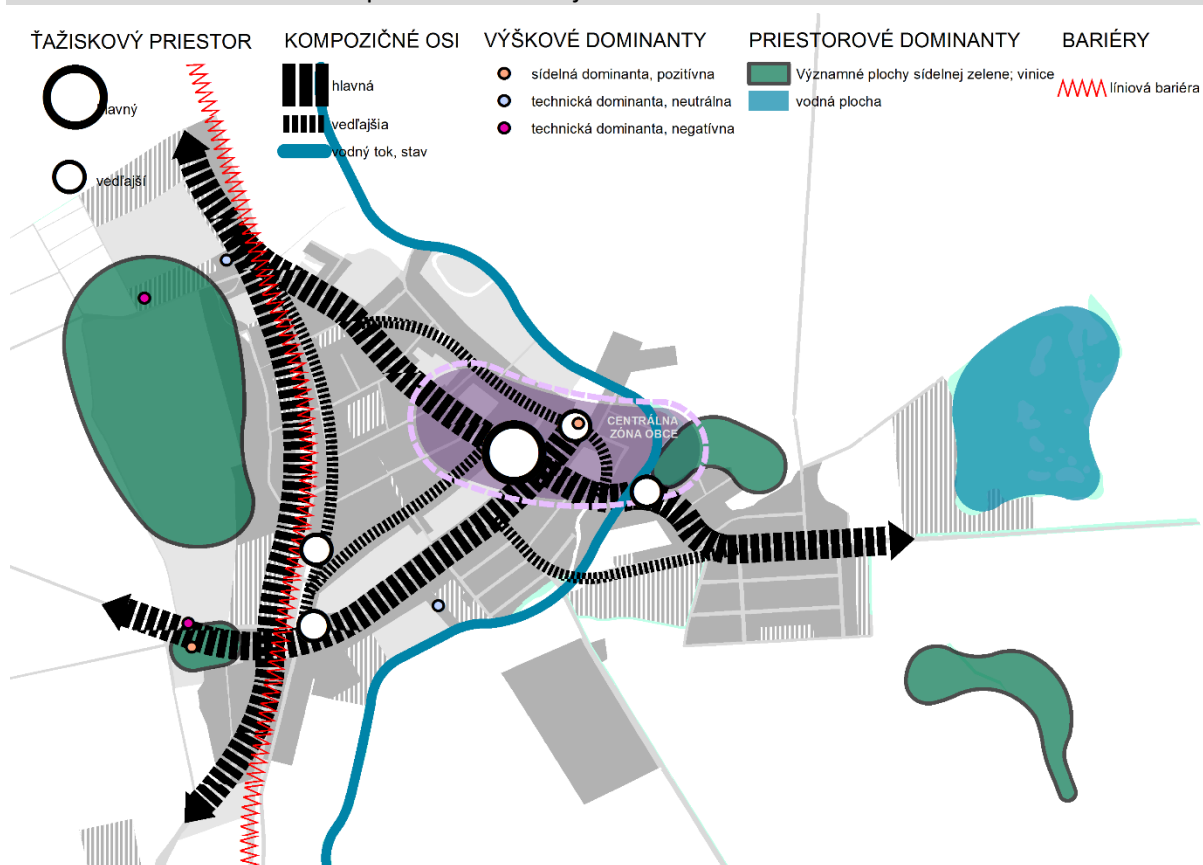 ŤAŽISKOVÝ PRIESTOR
hlavný
vedľajší
KOMPOZIČNÉ OSI
hlavná
vedľajšia
vodný tok, stav
VÝŠKOVÉ DOMINANTY
sídelná dominanta, pozitívna
technická dominanta, neutrálna
technická dominanta, negatívna
PRIESTOROVÉ DOMINANTY
Významné plochy sídelnej zelene; vinice
vodná plocha
BARIÉRY
líniová bariéra
CENTRÁLNA
ZÓNA OBCE